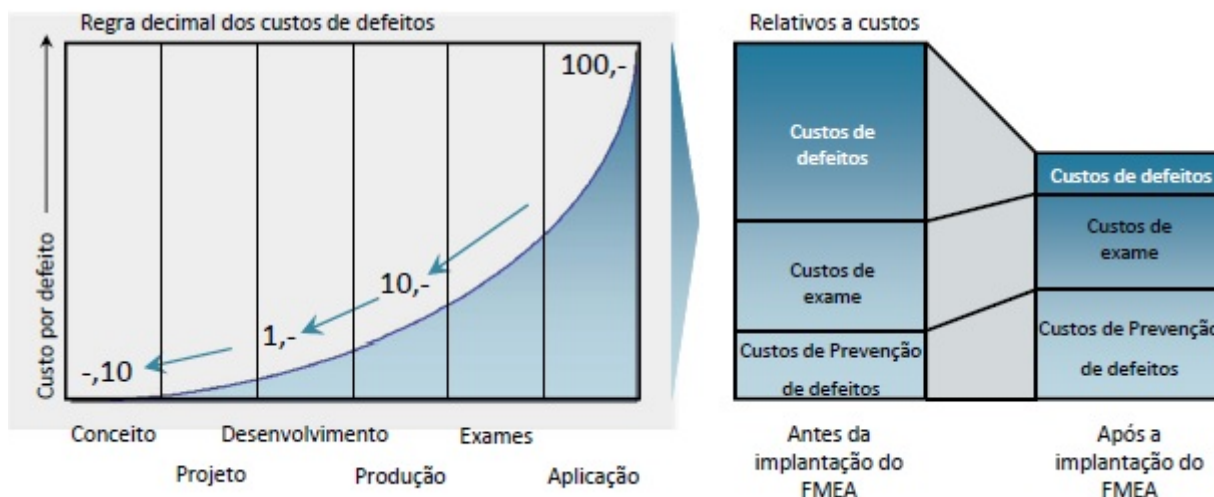 Regra decimal dos custos de defeitos
Custo por defeito
-,10
1,-
10,-
100,-
Conceito
Projeto
Desenvolvimento
Produção
Exames
Aplicação
Relativos a custos
Custos de
defeitos
Custos de
exame
Custos de Prevenção
de defeitos
Antes da
implantação do
FMEA
Custos de defeitos
Custos de
exame
Custos de Prevenção
de defeitos
Após a
implantação do
FMEA